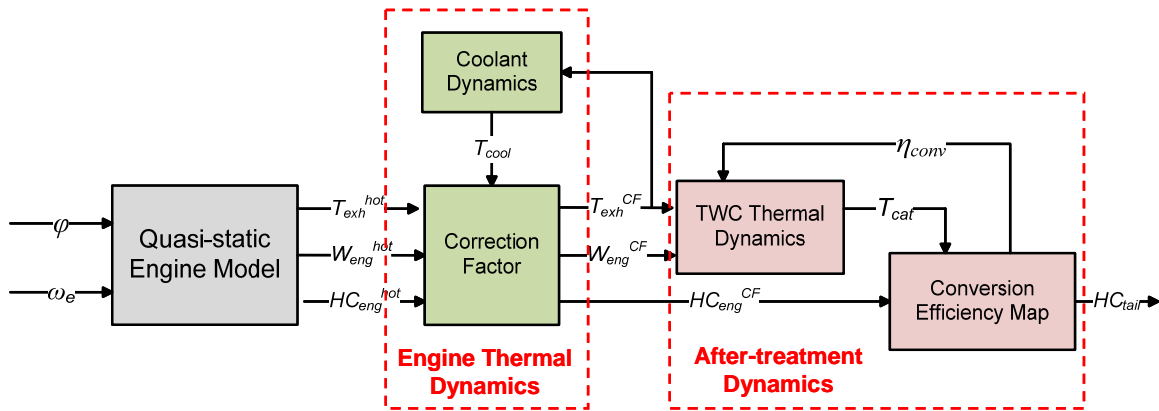 Coolant
Dynamics
T_cool
η_conv
φ
ω_e
Quasi-static
Engine Model
T_exh^hot
W_eng^hot
HC_eng^hot
Correction
Factor
T_exh^CF
W_eng^CF
HC_eng^CF
TWC Thermal
Dynamics
T_cat
Conversion
Efficiency Map
HC_tail
Engine Thermal
Dynamics
After-treatment
Dynamics